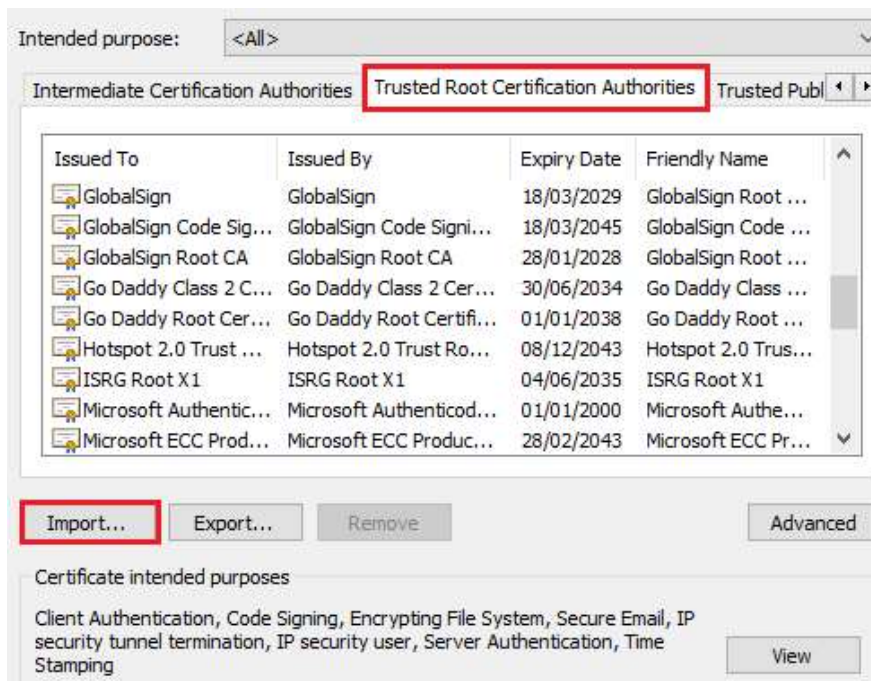 Intended purpose: <All>
Intermediate Certification Authorities Trusted Root Certification Authorities Trusted Publ
Issued To Issued By Expiry Date Friendly Name
GlobalSign GlobalSign 18/03/2029 GlobalSign Root ...
GlobalSign Code Sig... GlobalSign Code Signi... 18/03/2045 GlobalSign Code ...
GlobalSign Root CA GlobalSign Root CA 28/01/2028 GlobalSign Root ...
Go Daddy Class 2 C... Go Daddy Class 2 Cer... 30/06/2034 Go Daddy Class ...
Go Daddy Root Cer... Go Daddy Root Certifi... 01/01/2038 Go Daddy Root ...
Hotspot 2.0 Trust ... Hotspot 2.0 Trust Ro... 08/12/2043 Hotspot 2.0 Trus...
ISRG Root X1 ISRG Root X1 04/06/2035 ISRG Root X1
Microsoft Authentic... Microsoft Authenticod... 01/01/2000 Microsoft Authe...
Microsoft ECC Prod... Microsoft ECC Produc... 28/02/2043 Microsoft ECC Pr...
Import... Export... Remove Advanced
Certificate intended purposes
Client Authentication, Code Signing, Encrypting File System, Secure Email, IP
security tunnel termination, IP security user, Server Authentication, Time
Stamping
View